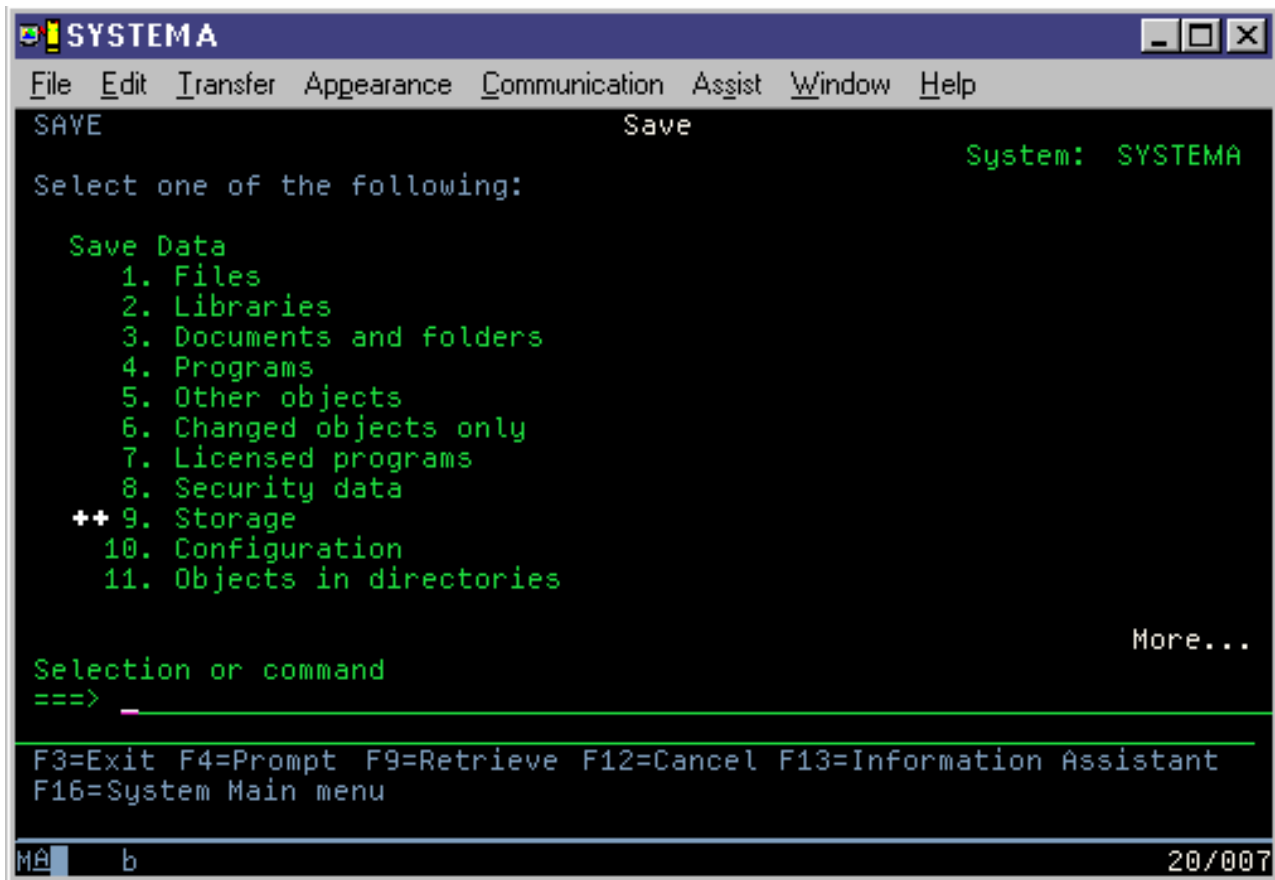 SYSTEMA
File Edit Transfer Appearance Communication Assist Window Help
SAVE Save
System: SYSTEMA
Select one of the following:
Save Data
1. Files
2. Libraries
3. Documents and folders
4. Programs
5. Other objects
6. Changed objects only
7. Licensed programs
8. Security data
++ 9. Storage
10. Configuration
11. Objects in directories
More...
Selection or command
===> _
F3=Exit F4=Prompt F9=Retrieve F12=Cancel F13=Information Assistant
F16=System Main menu
MA b 20/007